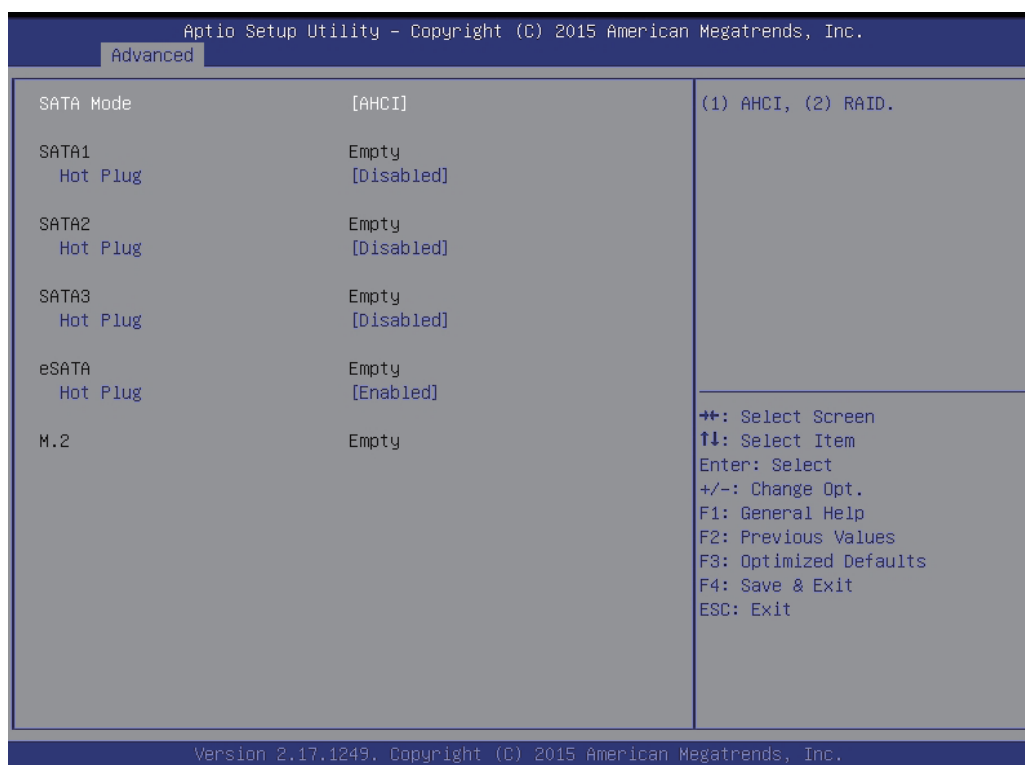 Aptio Setup Utility – Copyright (C) 2015 American Megatrends, Inc.
Advanced
SATA Mode [AHCI]
SATA1 Empty
Hot Plug [Disabled]
SATA2 Empty
Hot Plug [Disabled]
SATA3 Empty
Hot Plug [Disabled]
eSATA Empty
Hot Plug [Enabled]
M.2 Empty
(1) AHCI, (2) RAID.
→←: Select Screen
↑↓: Select Item
Enter: Select
+/-: Change Opt.
F1: General Help
F2: Previous Values
F3: Optimized Defaults
F4: Save & Exit
ESC: Exit
Version 2.17.1249. Copyright (C) 2015 American Megatrends, Inc.